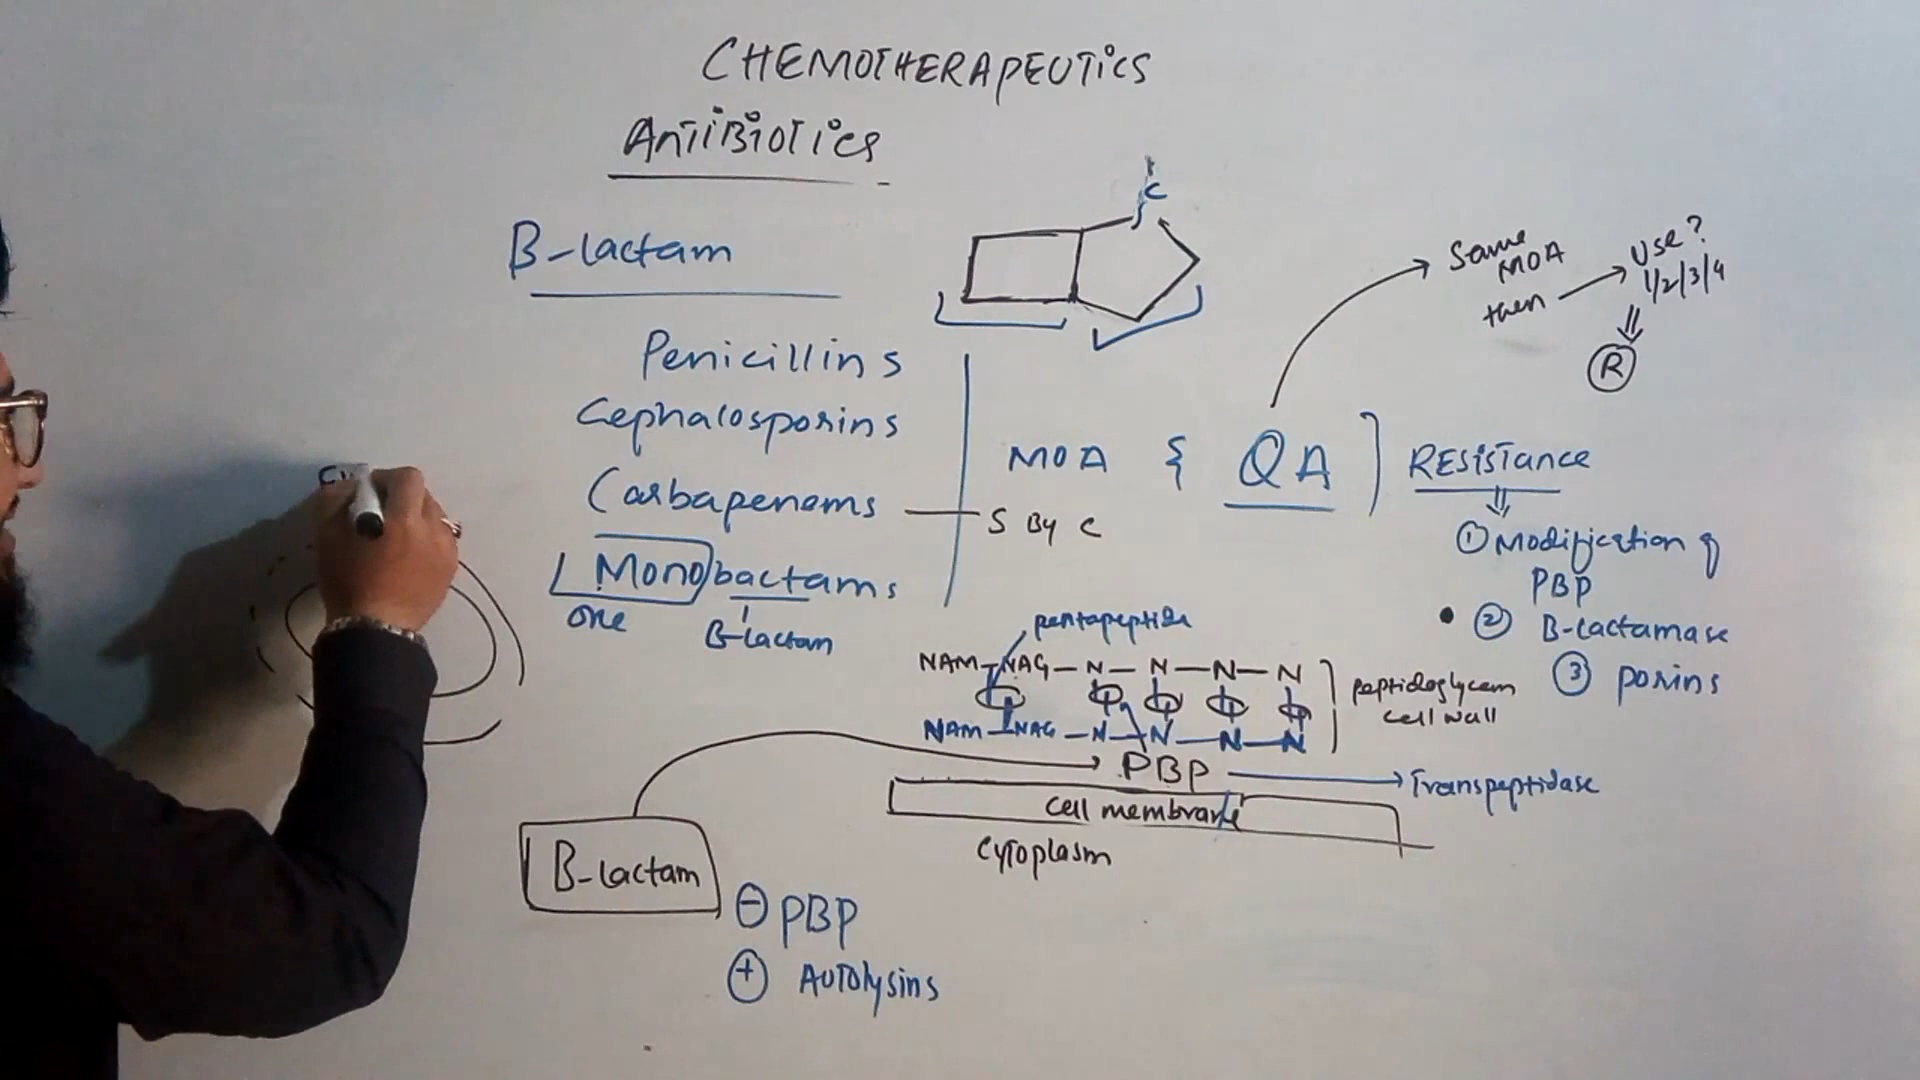 CHEMOTHERAPEUTiCS
AnTiBiOTiCS
B-lactam
C
S
Penicillins
Cephalosporins
Carbapenems
S By C
Monobactams
one
B-lactam
MOA & QA
Same MOA
then
Use?
1/2/3/4
R
RESiSTance
① Modification of
PBP
② B-Lactamase
③ porins
pentapeptide
NAM-NAG-N-N-N-N
NAM-NAG-N-N-N-N
peptidoglycan
cell wall
PBP
Transpeptidase
cell membrane
cytoplasm
B-lactam
⊖ PBP
⊕ Autolysins